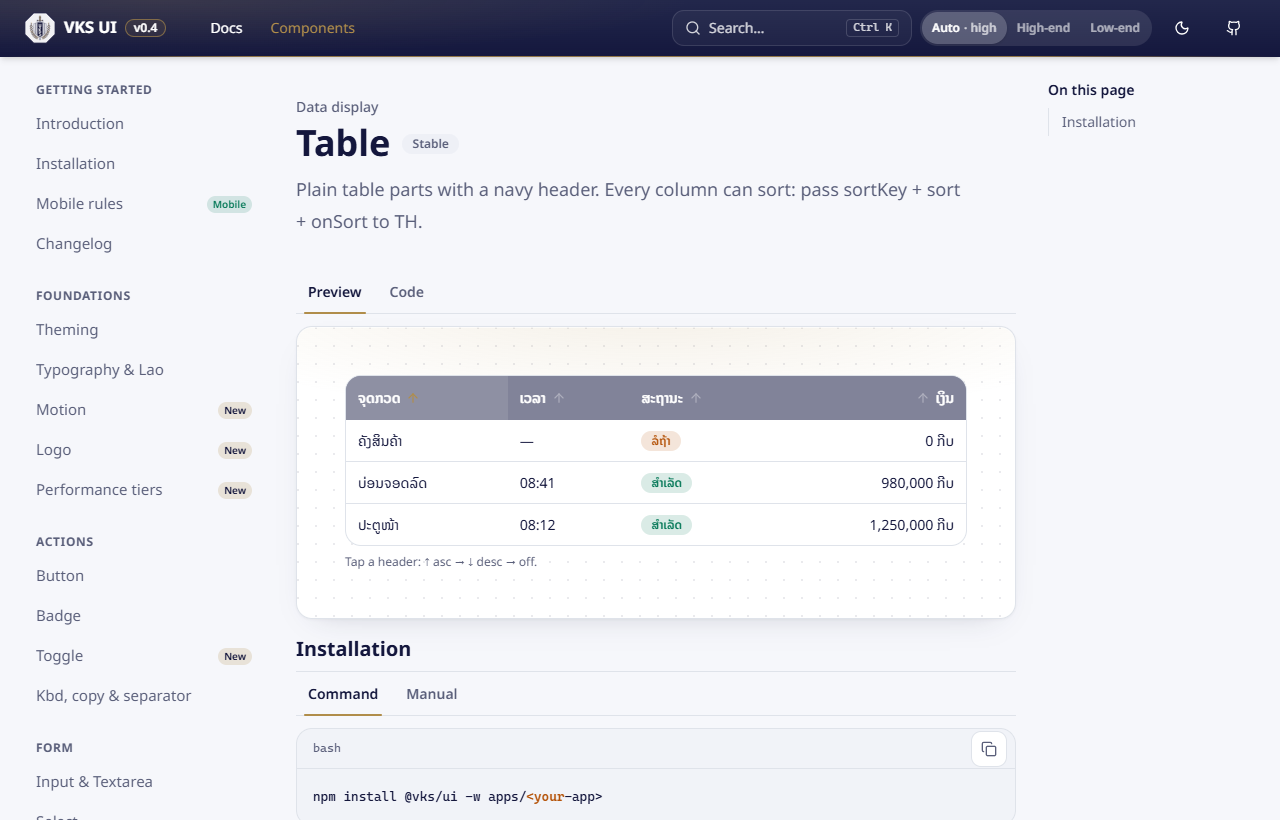 VKS UI v0.4 Docs Components Search... Ctrl K Auto · high High-end Low-end
GETTING STARTED
Introduction
Installation
Mobile rules Mobile
Changelog
FOUNDATIONS
Theming
Typography & Lao
Motion New
Logo New
Performance tiers New
ACTIONS
Button
Badge
Toggle New
Kbd, copy & separator
FORM
Input & Textarea
Select
Data display
Table Stable
Plain table parts with a navy header. Every column can sort: pass sortKey + sort
+ onSort to TH.
Preview Code
ຈຸດກວດ ↑ ເວລາ ↑ ສະຖານະ ↑ ↑ ເງິນ
ຄັງສິນຄ້າ — ລໍຖ້າ 0 ກີບ
ບ່ອນຈອດລົດ 08:41 ສຳເລັດ 980,000 ກີບ
ປະຕູໜ້າ 08:12 ສຳເລັດ 1,250,000 ກີບ
Tap a header: ↑ asc → ↓ desc → off.
Installation
Command Manual
bash
npm install @vks/ui -w apps/<your-app>
On this page
Installation